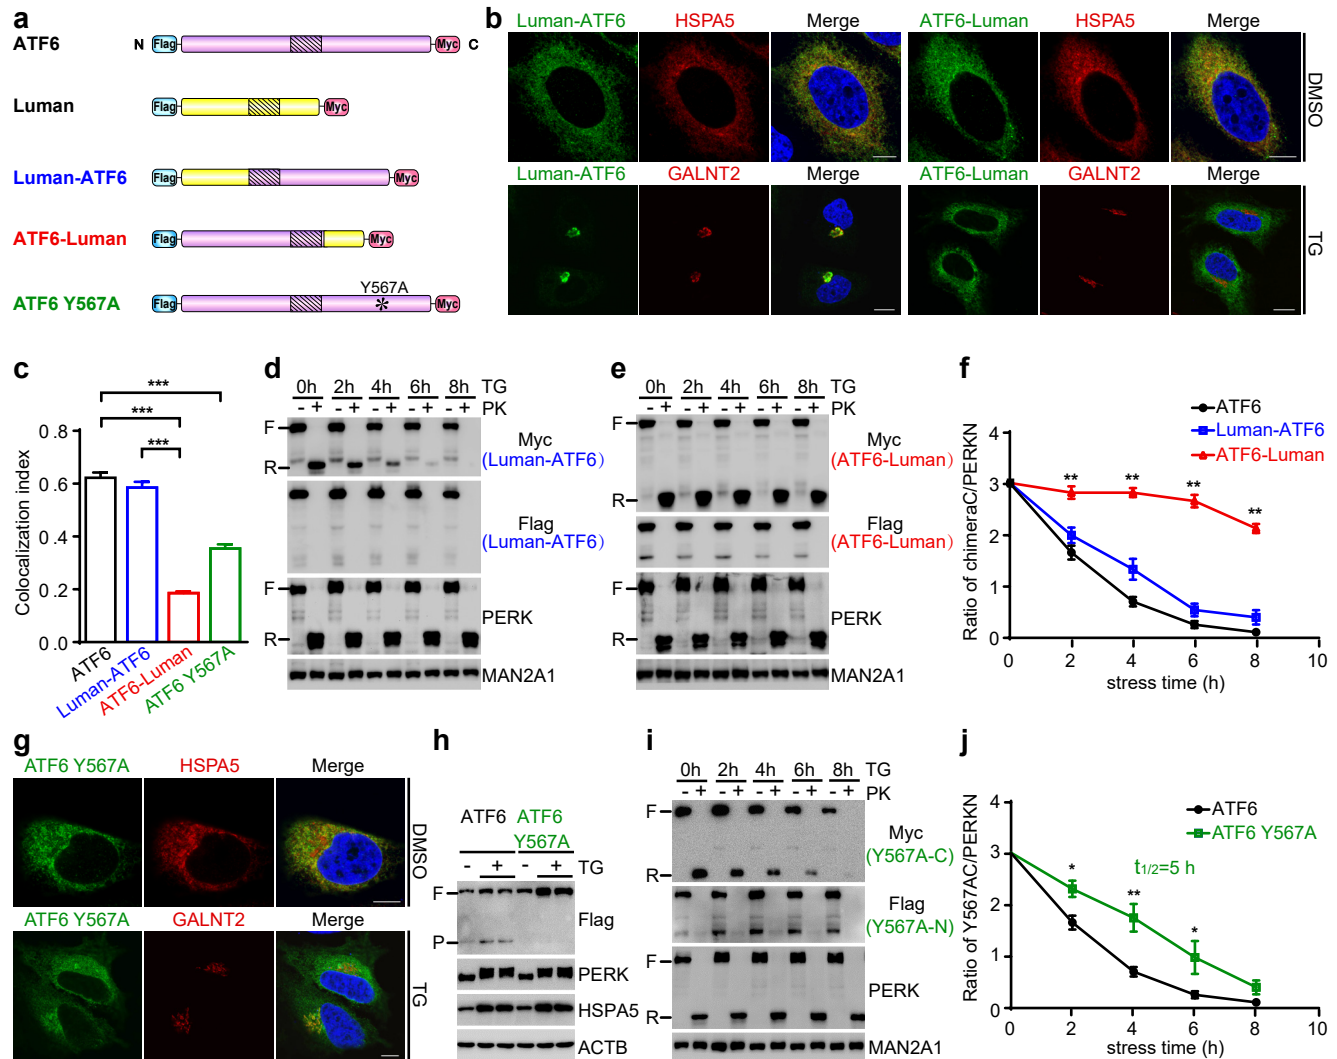 a
ATF6
N
Flag
Myc
C
Luman
Flag
Myc
Luman-ATF6
Flag
Myc
ATF6-Luman
Flag
Myc
ATF6 Y567A
Flag
Y567A
*
Myc
b
Luman-ATF6 HSPA5 Merge ATF6-Luman HSPA5 Merge
DMSO
Luman-ATF6 GALNT2 Merge ATF6-Luman GALNT2 Merge
TG
c
Colocalization index
0.8
0.6
0.4
0.2
0.0
***
***
***
ATF6
Luman-ATF6
ATF6-Luman
ATF6 Y567A
d
0h 2h 4h 6h 8h TG
- + - + - + - + - + PK
F
R
Myc
(Luman-ATF6)
Flag
(Luman-ATF6)
F
R
PERK
MAN2A1
e
0h 2h 4h 6h 8h TG
- + - + - + - + - + PK
F
R
Myc
(ATF6-Luman)
Flag
(ATF6-Luman)
F
R
PERK
MAN2A1
f
ATF6
Luman-ATF6
ATF6-Luman
Ratio of chimeraC/PERKN
4
3
2
1
0
** ** ** **
0 2 4 6 8 10
stress time (h)
g
ATF6 Y567A HSPA5 Merge
DMSO
ATF6 Y567A GALNT2 Merge
TG
h
ATF6 ATF6
Y567A
- + - + TG
F
P
Flag
PERK
HSPA5
ACTB
i
0h 2h 4h 6h 8h TG
- + - + - + - + - + PK
F
R
Myc
(Y567A-C)
Flag
(Y567A-N)
F
R
PERK
MAN2A1
j
ATF6
ATF6 Y567A
t1/2=5 h
Ratio of Y567AC/PERKN
4
3
2
1
0
* ** *
0 2 4 6 8 10
stress time (h)